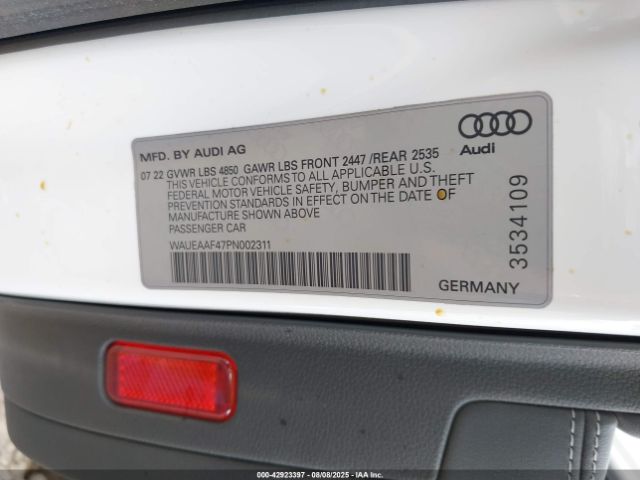 Audi
MFD. BY AUDI AG
07 22 GVWR LBS 4850 GAWR LBS FRONT 2447 /REAR 2535
THIS VEHICLE CONFORMS TO ALL APPLICABLE U.S.
FEDERAL MOTOR VEHICLE SAFETY, BUMPER AND THEFT
PREVENTION STANDARDS IN EFFECT ON THE DATE OF
MANUFACTURE SHOWN ABOVE
PASSENGER CAR
WAUEAAF47PN002311
3534109
GERMANY
000-42923397 - 08/08/2025 - IAAI.COM